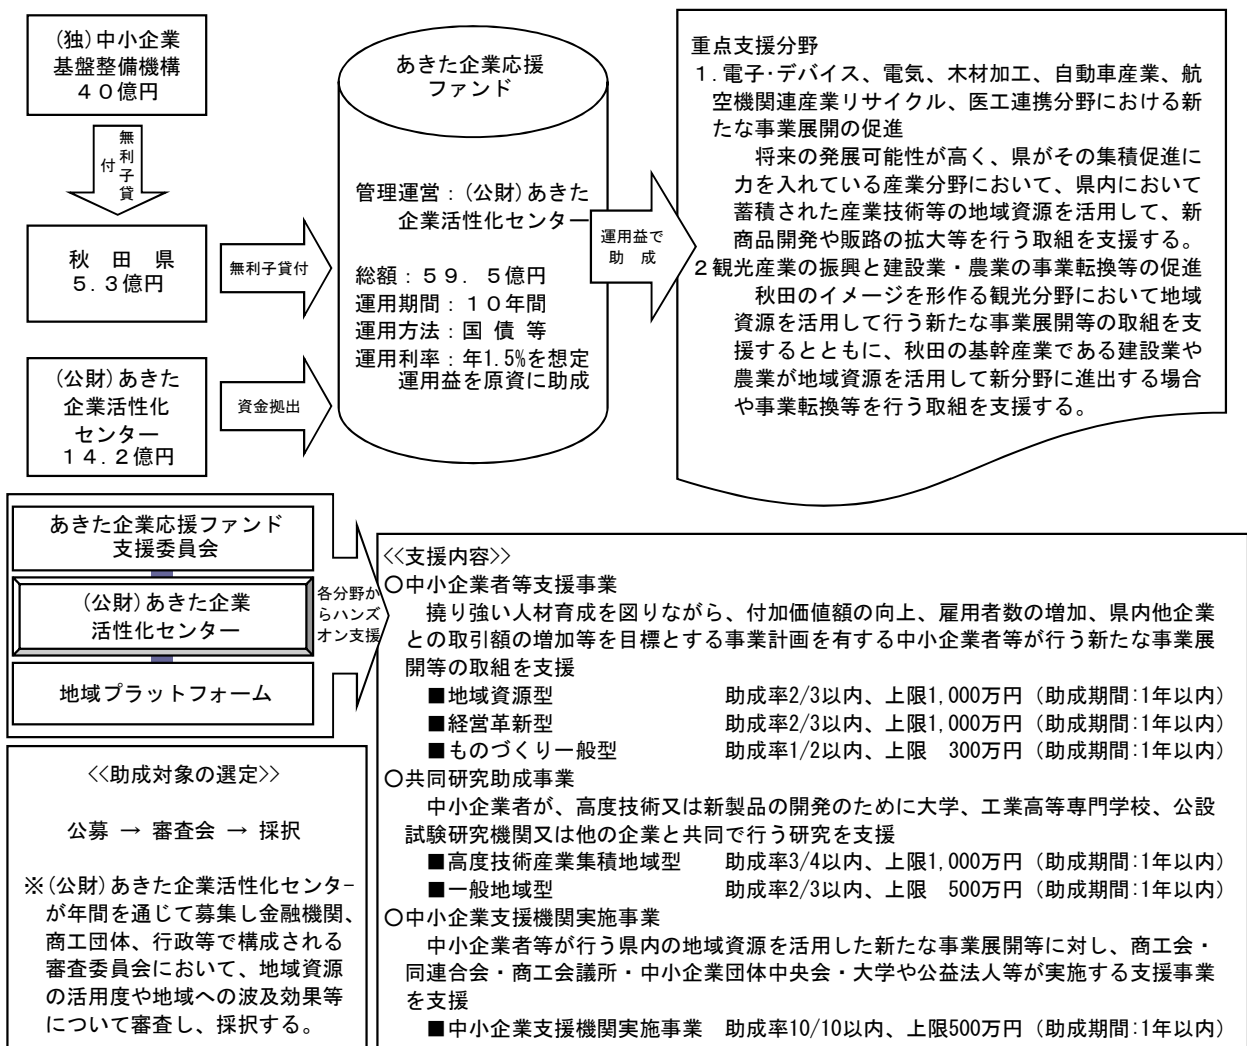 (独)中小企業
基盤整備機構
４０億円
無利子貸
付
秋　田　県
５.３億円
無利子貸付
(公財)あきた
企業活性化
センター
１４.２億円
資金拠出
あきた企業応援
ファンド
管理運営：(公財)あきた
企業活性化センター
総額：５９．５億円
運用期間：１０年間
運用方法：国 債 等
運用利率：年1.5%を想定
運用益を原資に助成
運用益で
助　成
重点支援分野
１.電子･デバイス、電気、木材加工、自動車産業、航
空機関連産業リサイクル、医工連携分野における新
たな事業展開の促進
将来の発展可能性が高く、県がその集積促進に
力を入れている産業分野において、県内において
蓄積された産業技術等の地域資源を活用して、新
商品開発や販路の拡大等を行う取組を支援する。
２観光産業の振興と建設業・農業の事業転換等の促進
秋田のイメージを形作る観光分野において地域
資源を活用して行う新たな事業展開等の取組を支
援するとともに、秋田の基幹産業である建設業や
農業が地域資源を活用して新分野に進出する場合
や事業転換等を行う取組を支援する。
あきた企業応援ファンド
支援委員会
(公財)あきた企業
活性化センター
地域プラットフォーム
各分野か
らハンズ
オン支援
<<助成対象の選定>>
公募 → 審査会 → 採択
※(公財)あきた企業活性化センタｰ
が年間を通じて募集し金融機関、
商工団体、行政等で構成される
審査委員会において、地域資源
の活用度や地域への波及効果等
について審査し、採択する。
<<支援内容>>
○中小企業者等支援事業
撓り強い人材育成を図りながら、付加価値額の向上、雇用者数の増加、県内他企業
との取引額の増加等を目標とする事業計画を有する中小企業者等が行う新たな事業展
開等の取組を支援
■地域資源型　助成率2/3以内、上限1,000万円（助成期間:1年以内）
■経営革新型　助成率2/3以内、上限1,000万円（助成期間:1年以内）
■ものづくり一般型　助成率1/2以内、上限　300万円（助成期間:1年以内）
○共同研究助成事業
中小企業者が、高度技術又は新製品の開発のために大学、工業高等専門学校、公設
試験研究機関又は他の企業と共同で行う研究を支援
■高度技術産業集積地域型　助成率3/4以内、上限1,000万円（助成期間:1年以内）
■一般地域型　助成率2/3以内、上限　500万円（助成期間:1年以内）
○中小企業支援機関実施事業
中小企業者等が行う県内の地域資源を活用した新たな事業展開等に対し、商工会・
同連合会・商工会議所・中小企業団体中央会・大学や公益法人等が実施する支援事業
を支援
■中小企業支援機関実施事業　助成率10/10以内、上限500万円（助成期間:1年以内）